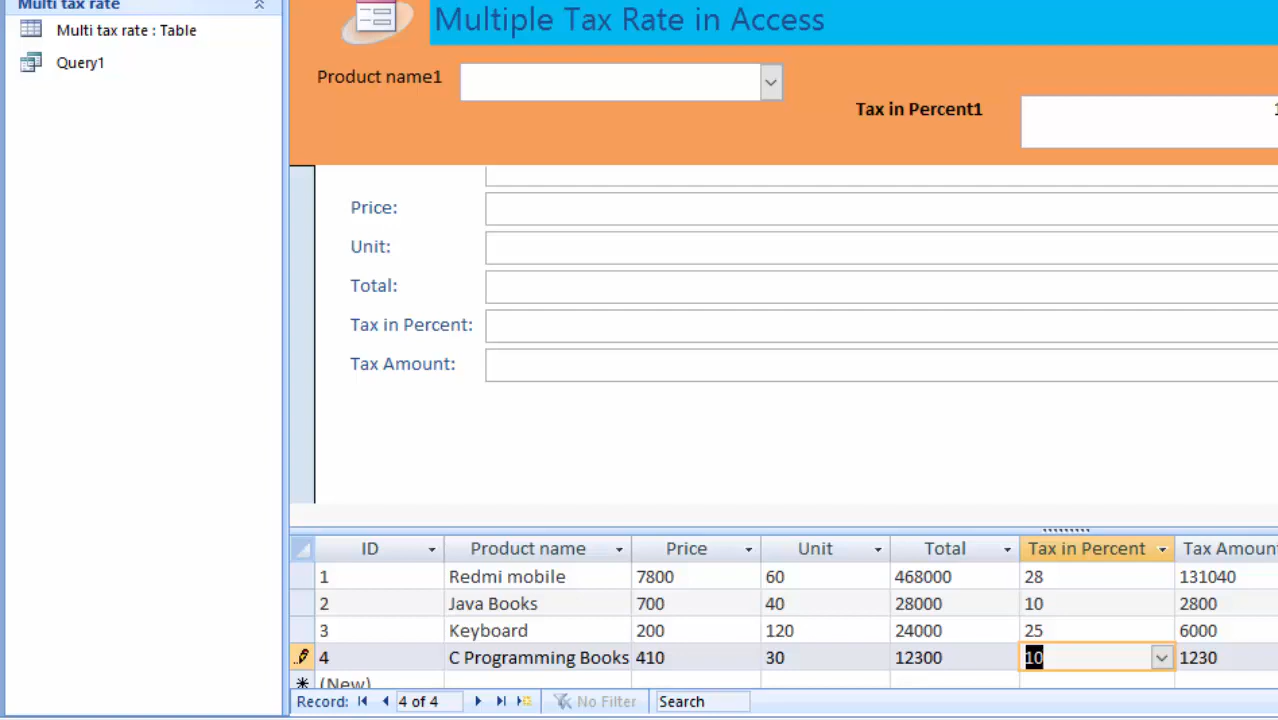 Multi tax rate
Multi tax rate : Table
Query1
Multiple Tax Rate in Access
Product name1
Tax in Percent1
Price:
Unit:
Total:
Tax in Percent:
Tax Amount:
ID Product name Price Unit Total Tax in Percent Tax Amount
1 Redmi mobile 7800 60 468000 28 131040
2 Java Books 700 40 28000 10 2800
3 Keyboard 200 120 24000 25 6000
4 C Programming Books 410 30 12300 10 1230
(New)
Record: 4 of 4 No Filter Search